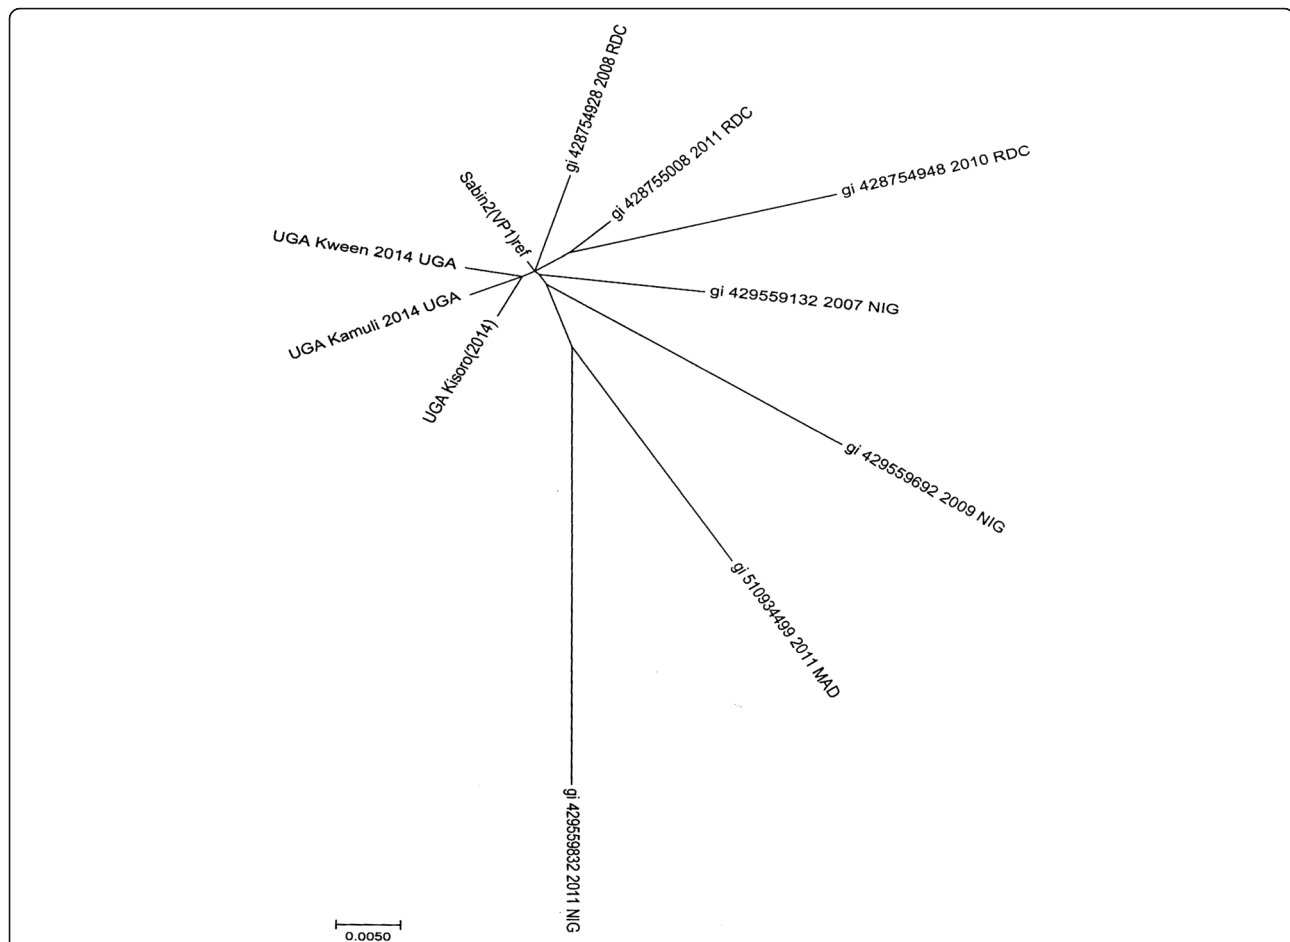 gi 428754928 2008 RDC
gi 428755008 2011 RDC
gi 428754948 2010 RDC
Sabin2(VP1)ref
UGA Kween 2014 UGA
UGA Kamuli 2014 UGA
UGA Kisoro(2014)
gi 429559132 2007 NIG
gi 429559692 2009 NIG
gi 510934499 2011 MAD
gi 429559832 2011 NIG
0.0050